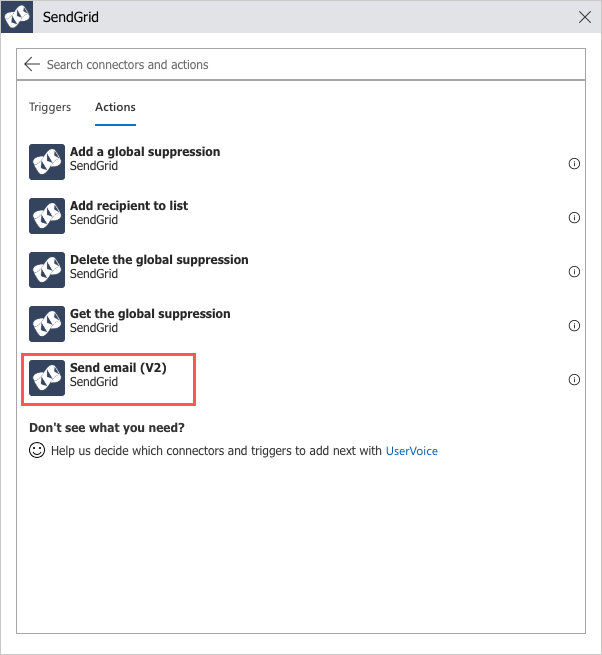 SendGrid
Search connectors and actions
Triggers
Actions
Add a global suppression
SendGrid
Add recipient to list
SendGrid
Delete the global suppression
SendGrid
Get the global suppression
SendGrid
Send email (V2)
SendGrid
Don't see what you need?
Help us decide which connectors and triggers to add next with UserVoice